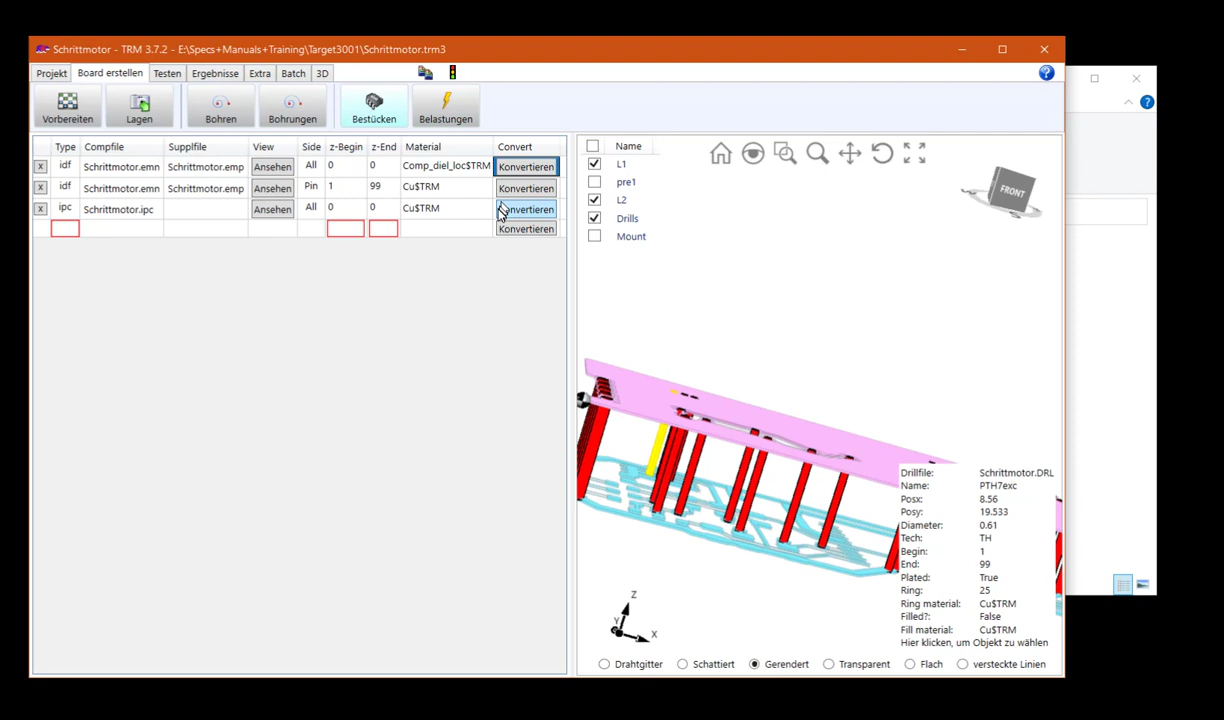 Schrittmotor - TRM 3.7.2 - E:\Specs+Manuals+Training\Target3001\Schrittmotor.trm3
Projekt Board erstellen Testen Ergebnisse Extra Batch 3D
Vorbereiten Lagen Bohren Bohrungen Bestücken Belastungen
Type Compfile Supplfile View Side z-Begin z-End Material Convert
x idf Schrittmotor.emn Schrittmotor.emp Ansehen All 0 0 Comp_diel_loc$TRM Konvertieren
x idf Schrittmotor.emn Schrittmotor.emp Ansehen Pin 1 99 Cu$TRM Konvertieren
x ipc Schrittmotor.ipc Ansehen All 0 0 Cu$TRM Konvertieren
Konvertieren
Name
L1
pre1
L2
Drills
Mount
FRONT
Drillfile: Schrittmotor.DRL
Name: PTH7exc
Posx: 8.56
Posy: 19.533
Diameter: 0.61
Tech: TH
Begin: 1
End: 99
Plated: True
Ring: 25
Ring material: Cu$TRM
Filled?: False
Fill material: Cu$TRM
Hier klicken, um Objekt zu wählen
Z
Y
X
Drahtgitter Schattiert Gerendert Transparent Flach versteckte Linien